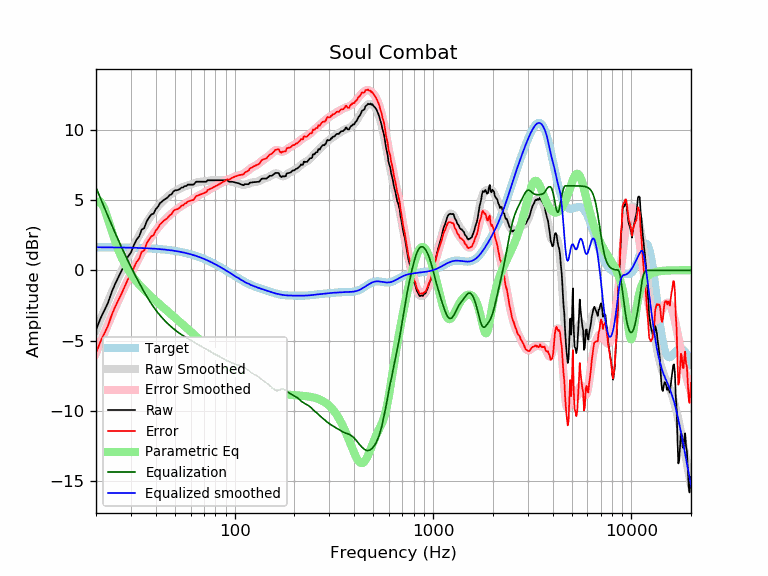 Soul Combat
Amplitude (dBr)
10
5
0
−5
−10
−15
Target
Raw Smoothed
Error Smoothed
Raw
Error
Parametric Eq
Equalization
Equalized smoothed
100
1000
10000
Frequency (Hz)